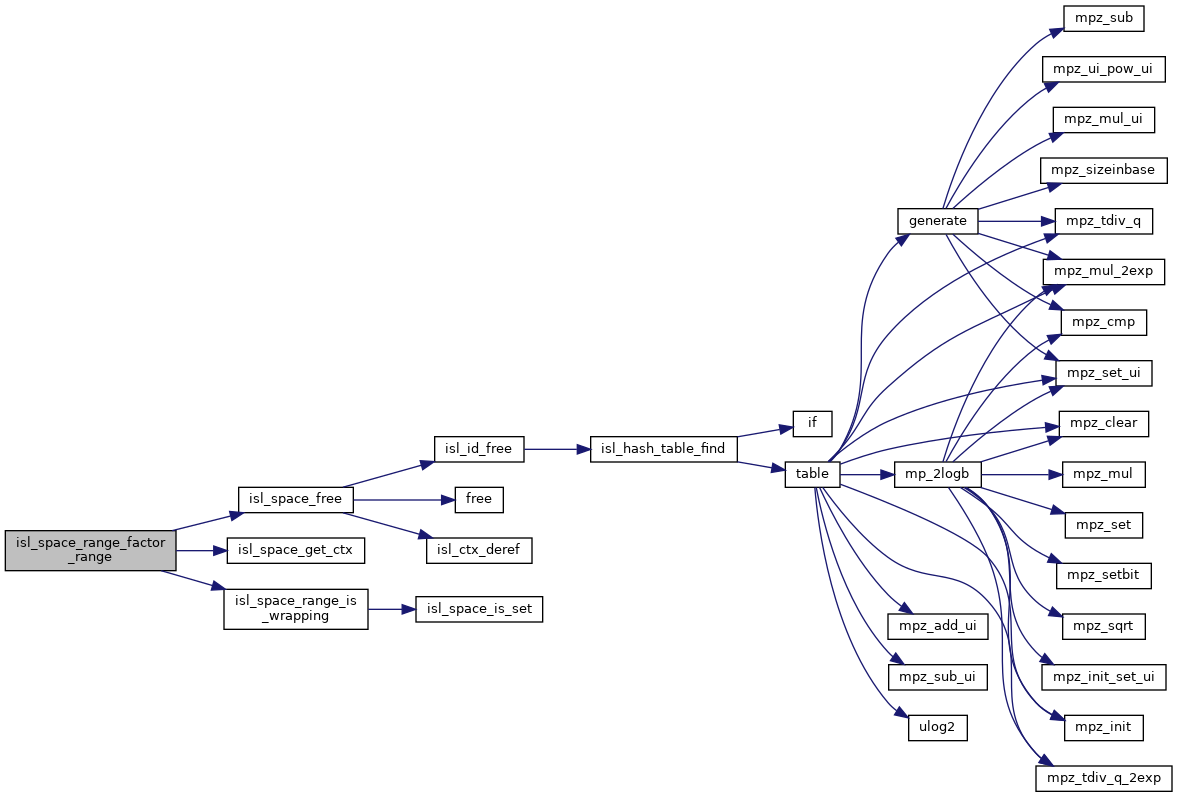 mpz_sub
mpz_ui_pow_ui
mpz_mul_ui
mpz_sizeinbase
generate
mpz_tdiv_q
mpz_mul_2exp
mpz_cmp
mpz_set_ui
if
mpz_clear
isl_id_free
isl_hash_table_find
table
mp_2logb
mpz_mul
isl_space_free
free
mpz_set
isl_space_range_factor
_range
isl_space_get_ctx
isl_ctx_deref
mpz_setbit
isl_space_range_is
_wrapping
isl_space_is_set
mpz_add_ui
mpz_sqrt
mpz_sub_ui
mpz_init_set_ui
ulog2
mpz_init
mpz_tdiv_q_2exp